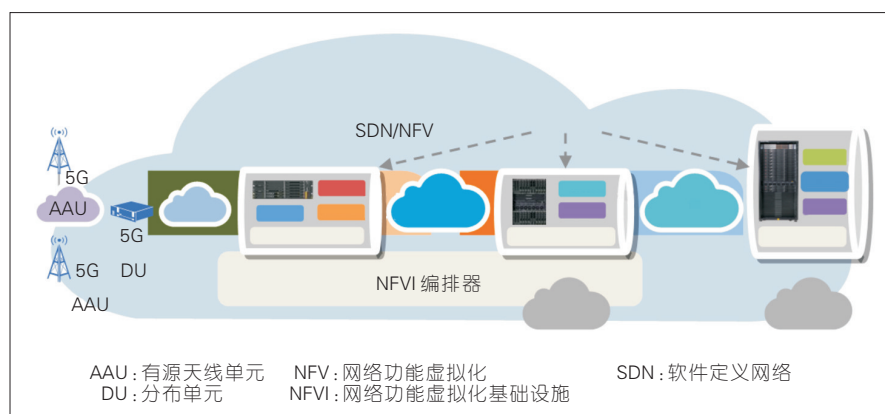 SDN/NFV
5G
AAU
5G
DU
5G
AAU
NFVI 编排器
AAU：有源天线单元 NFV：网络功能虚拟化 SDN：软件定义网络
DU：分布单元 NFVI：网络功能虚拟化基础设施